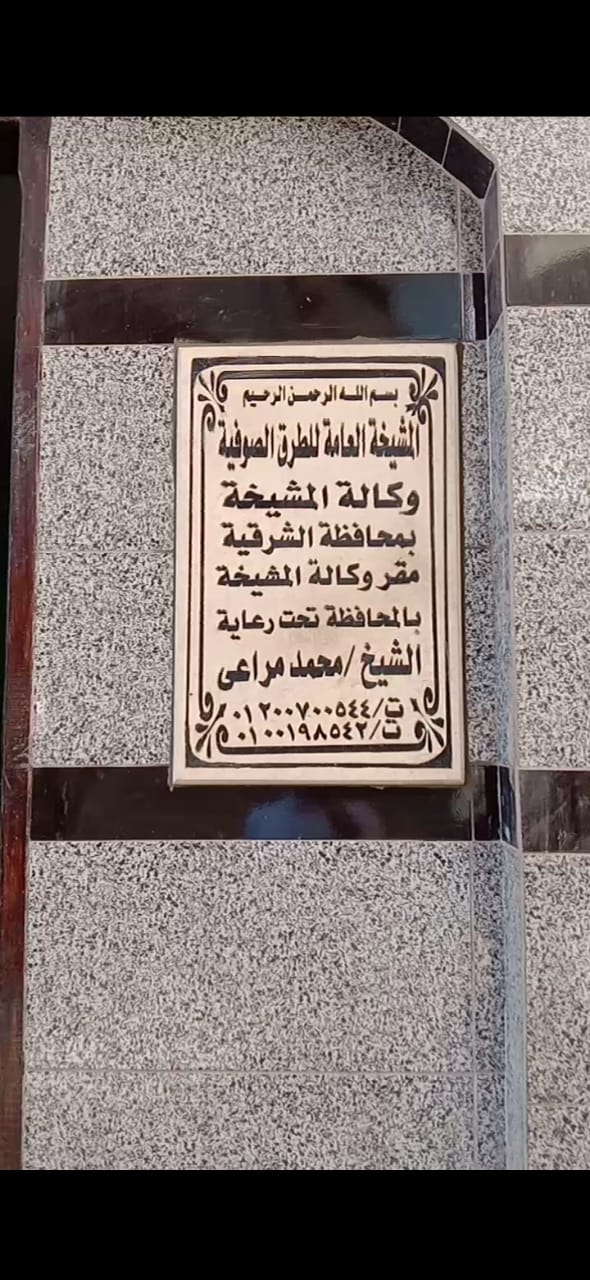 بسم الله الرحمن الرحيم
المشيخة العامة للطرق الصوفية
وكالة المشيخة
بمحافظة الشرقية
مقر وكالة المشيخة
بالمحافظة تحت رعاية
الشيخ / محمد مراعى
ت/٠١٢٠٠٧٠٠٥٤٤
ت/٠١٠٠١٩٨٥٤٢